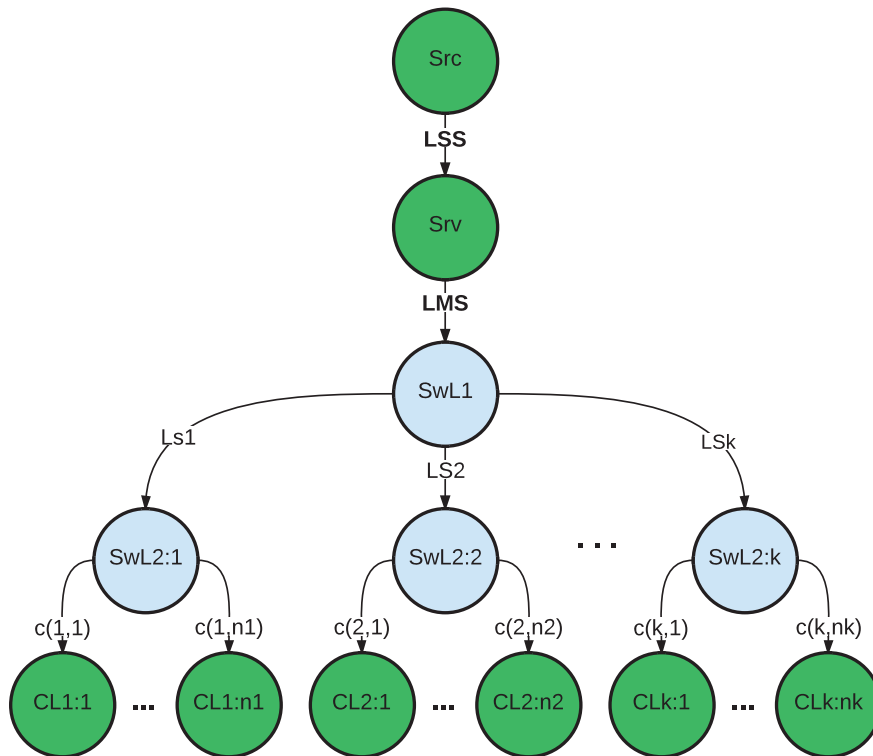 Src
LSS
Srv
LMS
SwL1
Ls1
LS2
LSk
SwL2:1
SwL2:2
. . .
SwL2:k
c(1,1)
c(1,n1)
c(2,1)
c(2,n2)
c(k,1)
c(k,nk)
CL1:1
...
CL1:n1
CL2:1
...
CL2:n2
CLk:1
...
CLk:nk